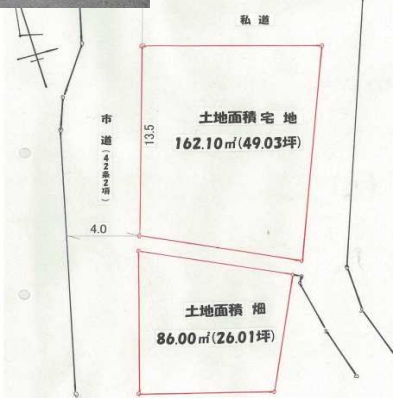 私道
土地面積 宅地
162.10㎡(49.03坪)
市道(42条2項)
13.5
4.0
土地面積 畑
86.00㎡(26.01坪)